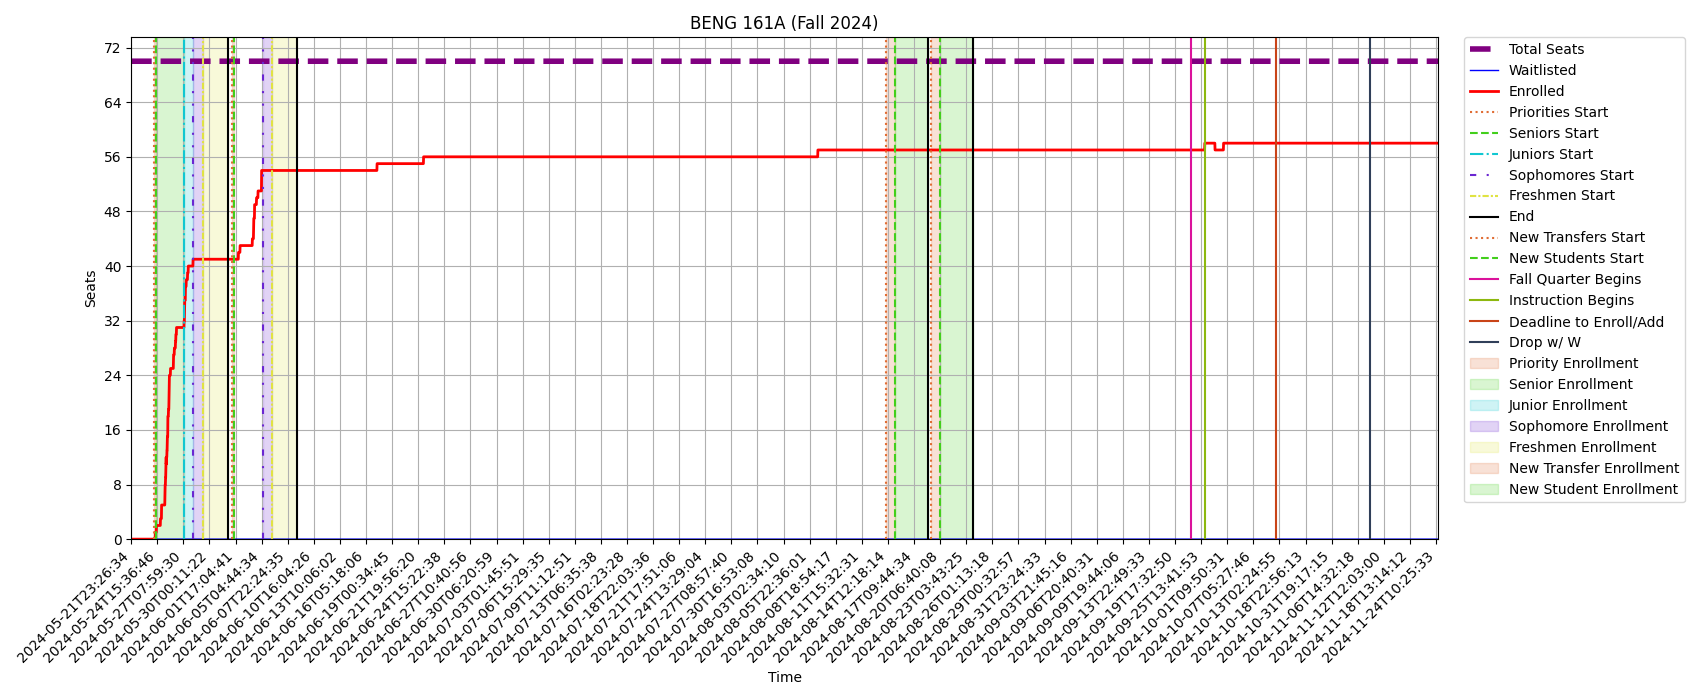 BENG 161A (Fall 2024)
Seats
72
64
56
48
40
32
24
16
8
0
2024-05-21T23:26:34
2024-05-24T15:36:46
2024-05-27T07:59:30
2024-05-30T01:11:22
2024-06-01T17:04:41
2024-06-05T04:44:34
2024-06-07T22:24:35
2024-06-10T16:04:26
2024-06-13T10:06:02
2024-06-16T05:18:06
2024-06-19T00:34:45
2024-06-21T19:56:20
2024-06-24T15:22:38
2024-06-27T10:40:56
2024-06-30T06:20:59
2024-07-03T01:45:51
2024-07-06T15:29:35
2024-07-09T11:12:51
2024-07-13T06:35:38
2024-07-16T02:23:28
2024-07-18T22:03:36
2024-07-21T17:51:06
2024-07-24T13:29:04
2024-07-27T08:57:40
2024-07-30T16:53:08
2024-08-03T02:34:10
2024-08-05T22:36:01
2024-08-08T18:54:17
2024-08-11T15:32:31
2024-08-14T12:18:14
2024-08-17T09:44:34
2024-08-20T06:40:08
2024-08-23T03:43:25
2024-08-26T01:13:18
2024-08-29T00:32:57
2024-08-31T23:24:33
2024-09-03T21:45:16
2024-09-06T20:40:31
2024-09-09T19:44:06
2024-09-13T22:49:33
2024-09-19T17:32:50
2024-09-25T13:41:53
2024-10-01T09:50:31
2024-10-07T05:27:46
2024-10-13T02:24:55
2024-10-18T22:56:13
2024-10-31T19:17:15
2024-11-06T14:32:18
2024-11-12T12:03:00
2024-11-18T13:14:12
2024-11-24T10:25:33
Time
Total Seats
Waitlisted
Enrolled
Priorities Start
Seniors Start
Juniors Start
Sophomores Start
Freshmen Start
End
New Transfers Start
New Students Start
Fall Quarter Begins
Instruction Begins
Deadline to Enroll/Add
Drop w/ W
Priority Enrollment
Senior Enrollment
Junior Enrollment
Sophomore Enrollment
Freshmen Enrollment
New Transfer Enrollment
New Student Enrollment